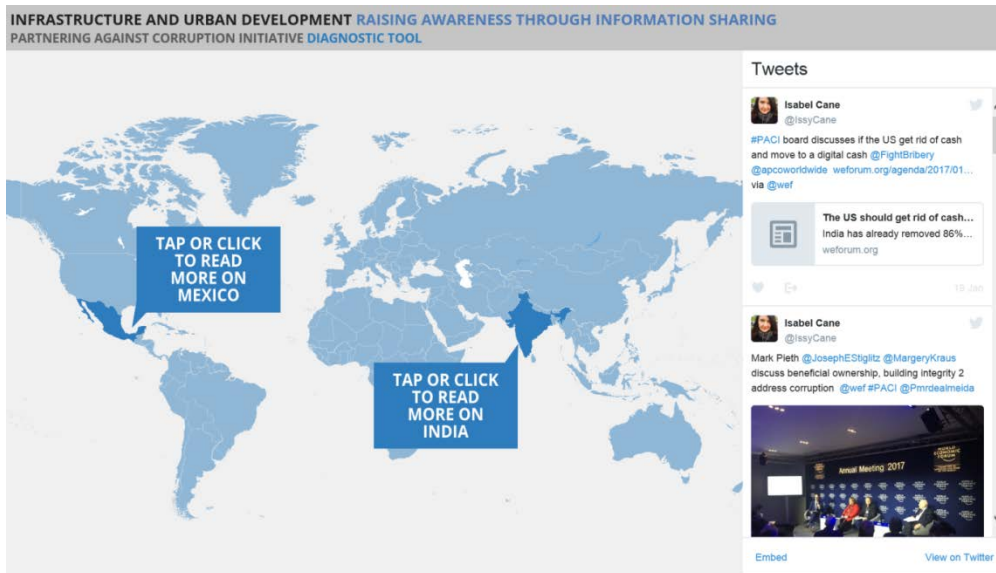 INFRASTRUCTURE AND URBAN DEVELOPMENT RAISING AWARENESS THROUGH INFORMATION SHARING
PARTNERING AGAINST CORRUPTION INITIATIVE DIAGNOSTIC TOOL
TAP OR CLICK
TO READ
MORE ON
MEXICO
TAP OR CLICK
TO READ
MORE ON
INDIA
Tweets
Isabel Cane
@IssyCane
#PACI board discusses if the US get rid of cash
and move to a digital cash @FightBribery
@apcoworldwide weforum.org/agenda/2017/01...
via @wef
The US should get rid of cash...
India has already removed 86%...
weforum.org
19 Jan
Isabel Cane
@IssyCane
Mark Pieth @JosephEStiglitz @MargeryKraus
discuss beneficial ownership, building integrity 2
address corruption @wef #PACI @Pmrdealmeida
WORLD
ECONOMIC
FORUM
Annual Meeting 2017
Embed
View on Twitter